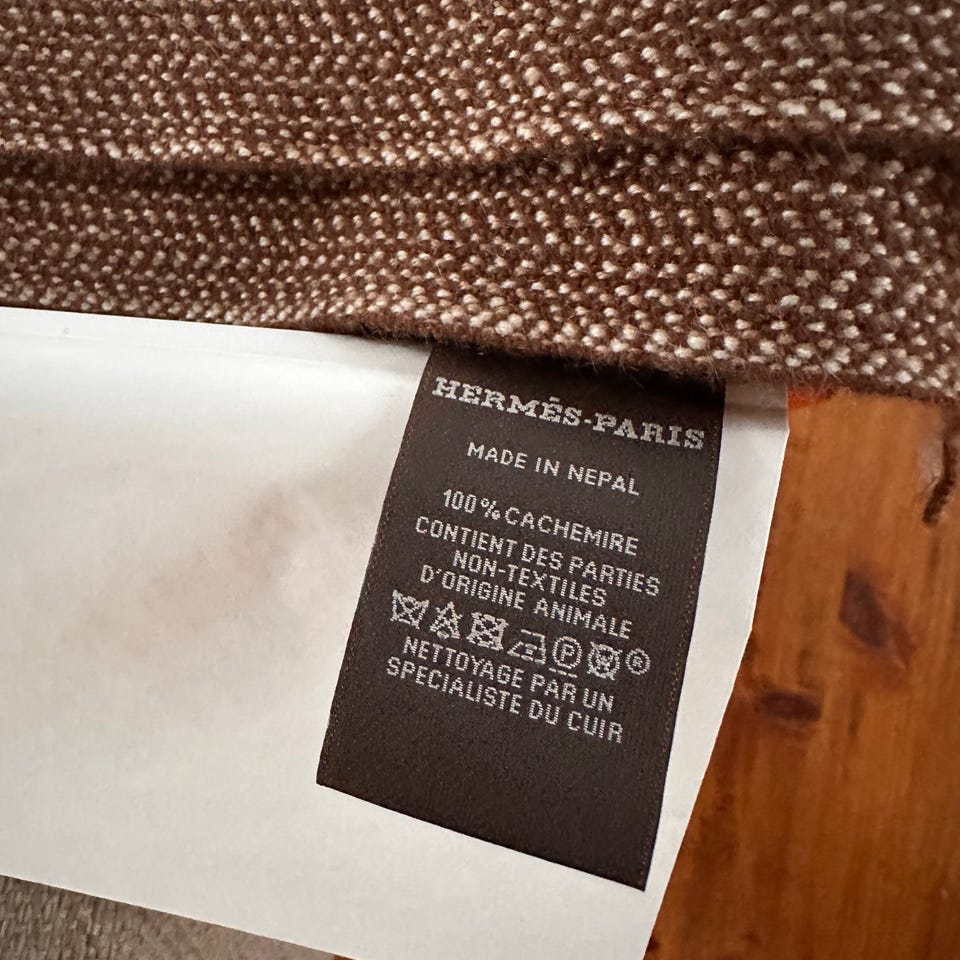 HERMÈS-PARIS
MADE IN NEPAL
100% CACHEMIRE
CONTIENT DES PARTIES
NON-TEXTILES
D'ORIGINE ANIMALE
P W ®
NETTOYAGE PAR UN
SPECIALISTE DU CUIR